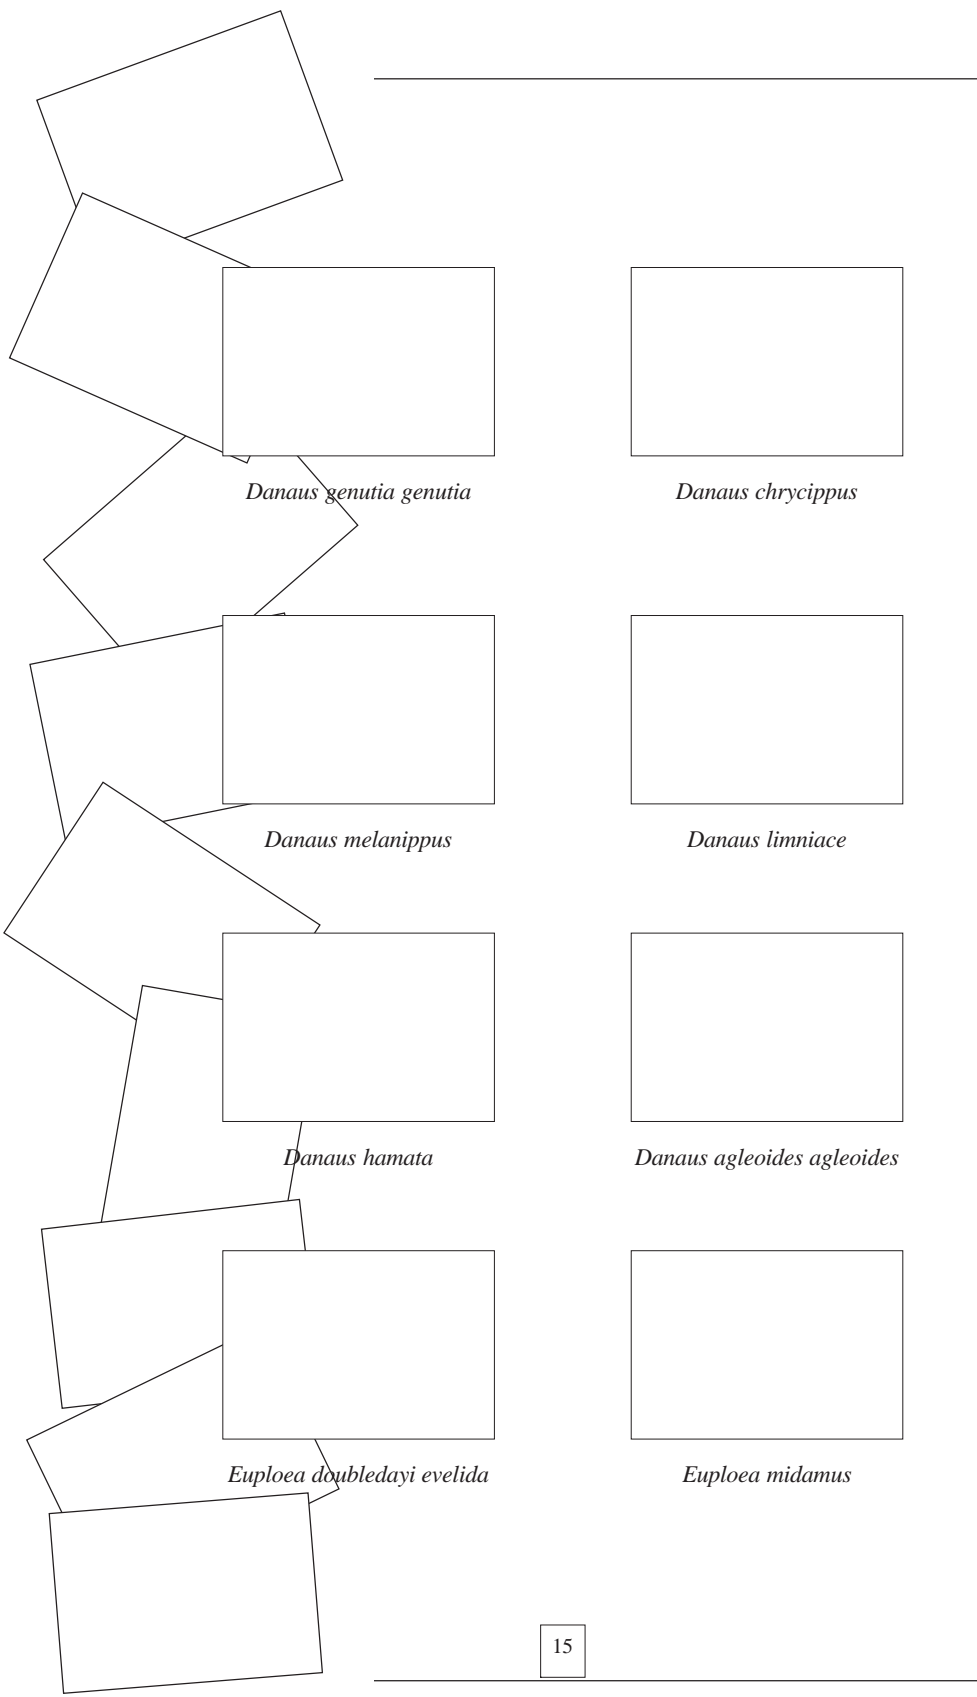 Danaus genutia genutia
Danaus chrycippus
Danaus melanippus
Danaus limniace
Danaus hamata
Danaus agleoides agleoides
Euploea doubledayi evelida
Euploea midamus
15